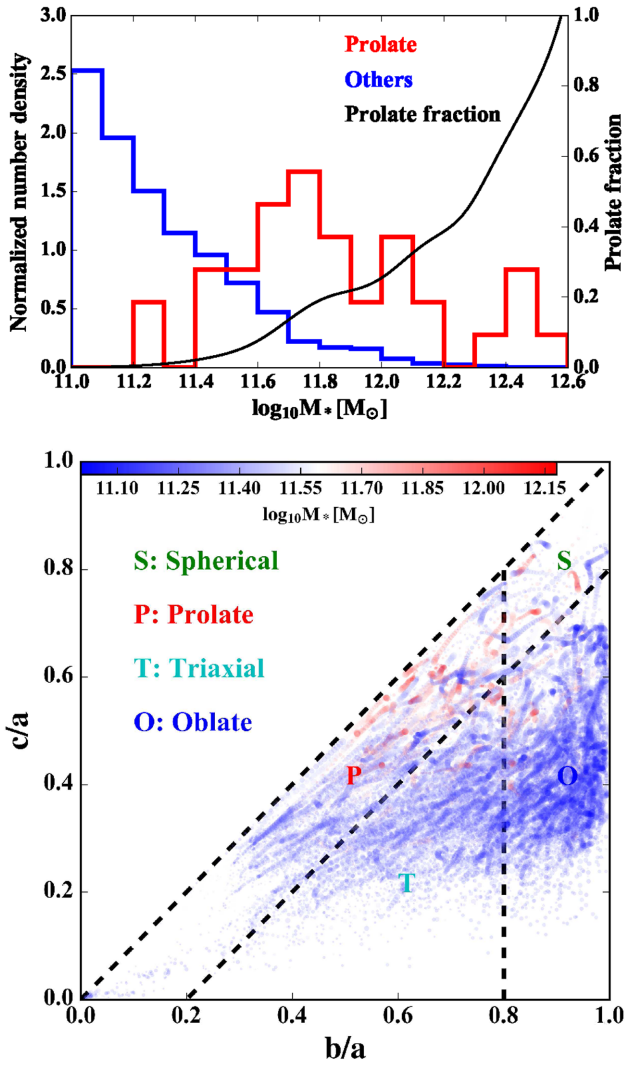 3.0
2.5
2.0
1.5
1.0
0.5
0.0
Normalized number density
Prolate
Others
Prolate fraction
1.0
0.8
0.6
0.4
0.2
0.0
Prolate fraction
11.0 11.2 11.4 11.6 11.8 12.0 12.2 12.4 12.6
log₁₀M* [M☉]
1.0
0.8
0.6
0.4
0.2
0.0
c/a
11.10 11.25 11.40 11.55 11.70 11.85 12.00 12.15
log₁₀M* [M☉]
S: Spherical
P: Prolate
T: Triaxial
O: Oblate
S
P
O
T
0.0 0.2 0.4 0.6 0.8 1.0
b/a